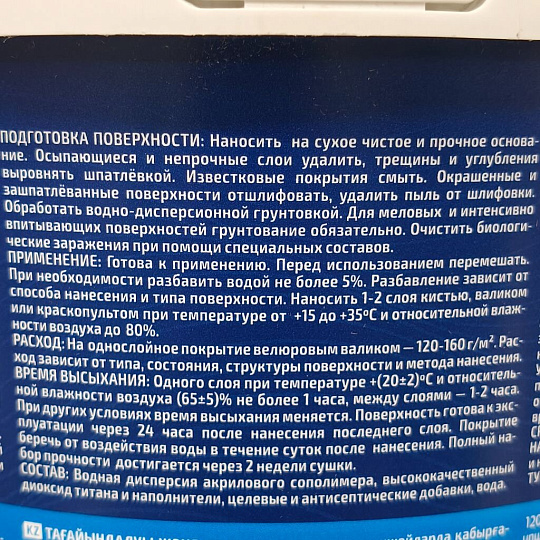 ПОДГОТОВКА ПОВЕРХНОСТИ: Наносить на сухое чистое и прочное основа-
ние. Осыпающиеся и непрочные слои удалить, трещины и углубления
выровнять шпатлёвкой. Известковые покрытия смыть. Окрашенные и
зашпатлёванные поверхности отшлифовать, удалить пыль от шлифовки.
Обработать водно-дисперсионной грунтовкой. Для меловых и интенсивно
впитывающих поверхностей грунтование обязательно. Очистить биологи-
ческие заражения при помощи специальных составов.
ПРИМЕНЕНИЕ: Готова к применению. Перед использованием перемешать.
При необходимости разбавить водой не более 5%. Разбавление зависит от
способа нанесения и типа поверхности. Наносить 1-2 слоя кистью, валиком
или краскопультом при температуре от +15 до +35°С и относительной влаж-
ности воздуха до 80%.
РАСХОД: На однослойное покрытие велюровым валиком — 120-160 г/м². Рас-
ход зависит от типа, состояния, структуры поверхности и метода нанесения.
ВРЕМЯ ВЫСЫХАНИЯ: Одного слоя при температуре +(20±2)°С и относитель-
ной влажности воздуха (65±5)% не более 1 часа, между слоями — 1-2 часа.
При других условиях время высыхания меняется. Поверхность готова к экс-
плуатации через 24 часа после нанесения последнего слоя. Покрытие
беречь от воздействия воды в течение суток после нанесения. Полный на-
бор прочности достигается через 2 недели сушки.
СОСТАВ: Водная дисперсия акрилового сополимера, высококачественный
диоксид титана и наполнители, целевые и антисептические добавки, вода.
KZ